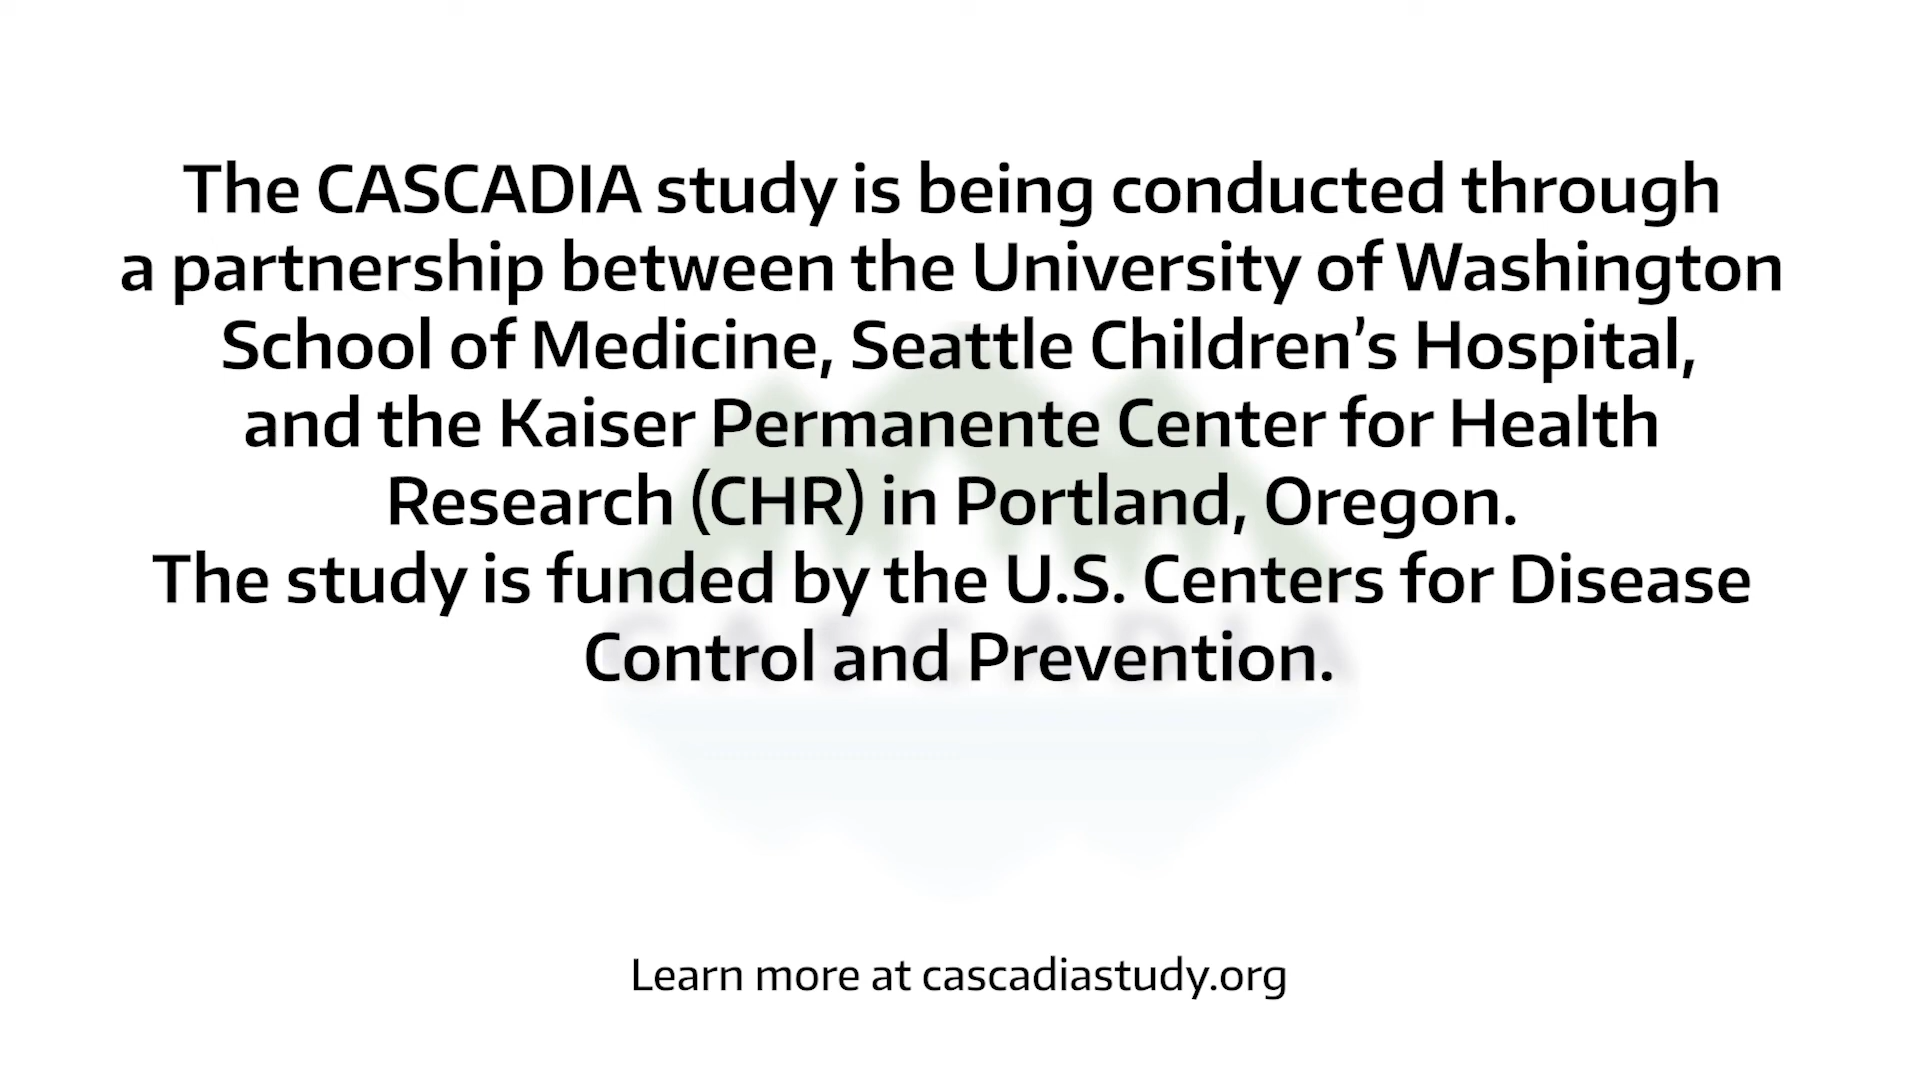 The CASCADIA study is being conducted through
a partnership between the University of Washington
School of Medicine, Seattle Children’s Hospital,
and the Kaiser Permanente Center for Health
Research (CHR) in Portland, Oregon.
The study is funded by the U.S. Centers for Disease
Control and Prevention.
CASCADIA
Learn more at cascadiastudy.org